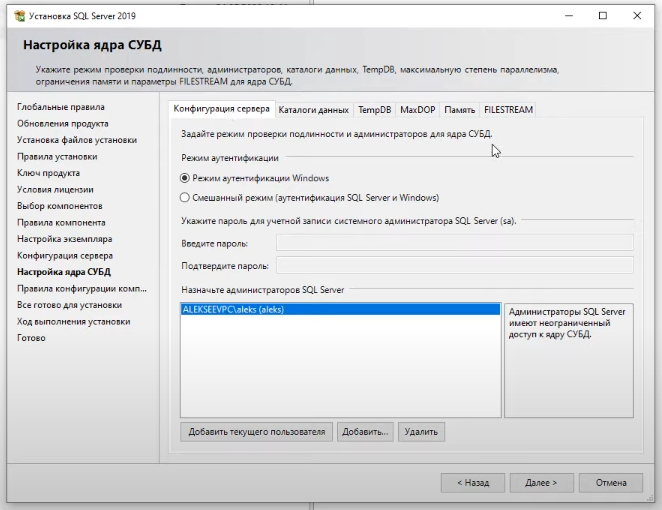 Установка SQL Server 2019
Настройка ядра СУБД
Укажите режим проверки подлинности, администраторов, каталоги данных, TempDB, максимальную степень параллелизма,
ограничения памяти и параметры FILESTREAM для ядра СУБД.
Глобальные правила
Обновления продукта
Установка файлов установки
Правила установки
Ключ продукта
Условия лицензии
Выбор компонентов
Правила компонента
Настройка экземпляра
Конфигурация сервера
Настройка ядра СУБД
Правила конфигурации комп...
Все готово для установки
Ход выполнения установки
Готово
Конфигурация сервера Каталоги данных TempDB MaxDOP Память FILESTREAM
Задайте режим проверки подлинности и администраторов для ядра СУБД.
Режим аутентификации
Режим аутентификации Windows
Смешанный режим (аутентификация SQL Server и Windows)
Укажите пароль для учетной записи системного администратора SQL Server (sa).
Введите пароль:
Подтвердите пароль:
Назначьте администраторов SQL Server
ALEKSEEVPC\aleks (aleks)
Администраторы SQL Server
имеют неограниченный
доступ к ядру СУБД.
Добавить текущего пользователя Добавить... Удалить
< Назад Далее > Отмена